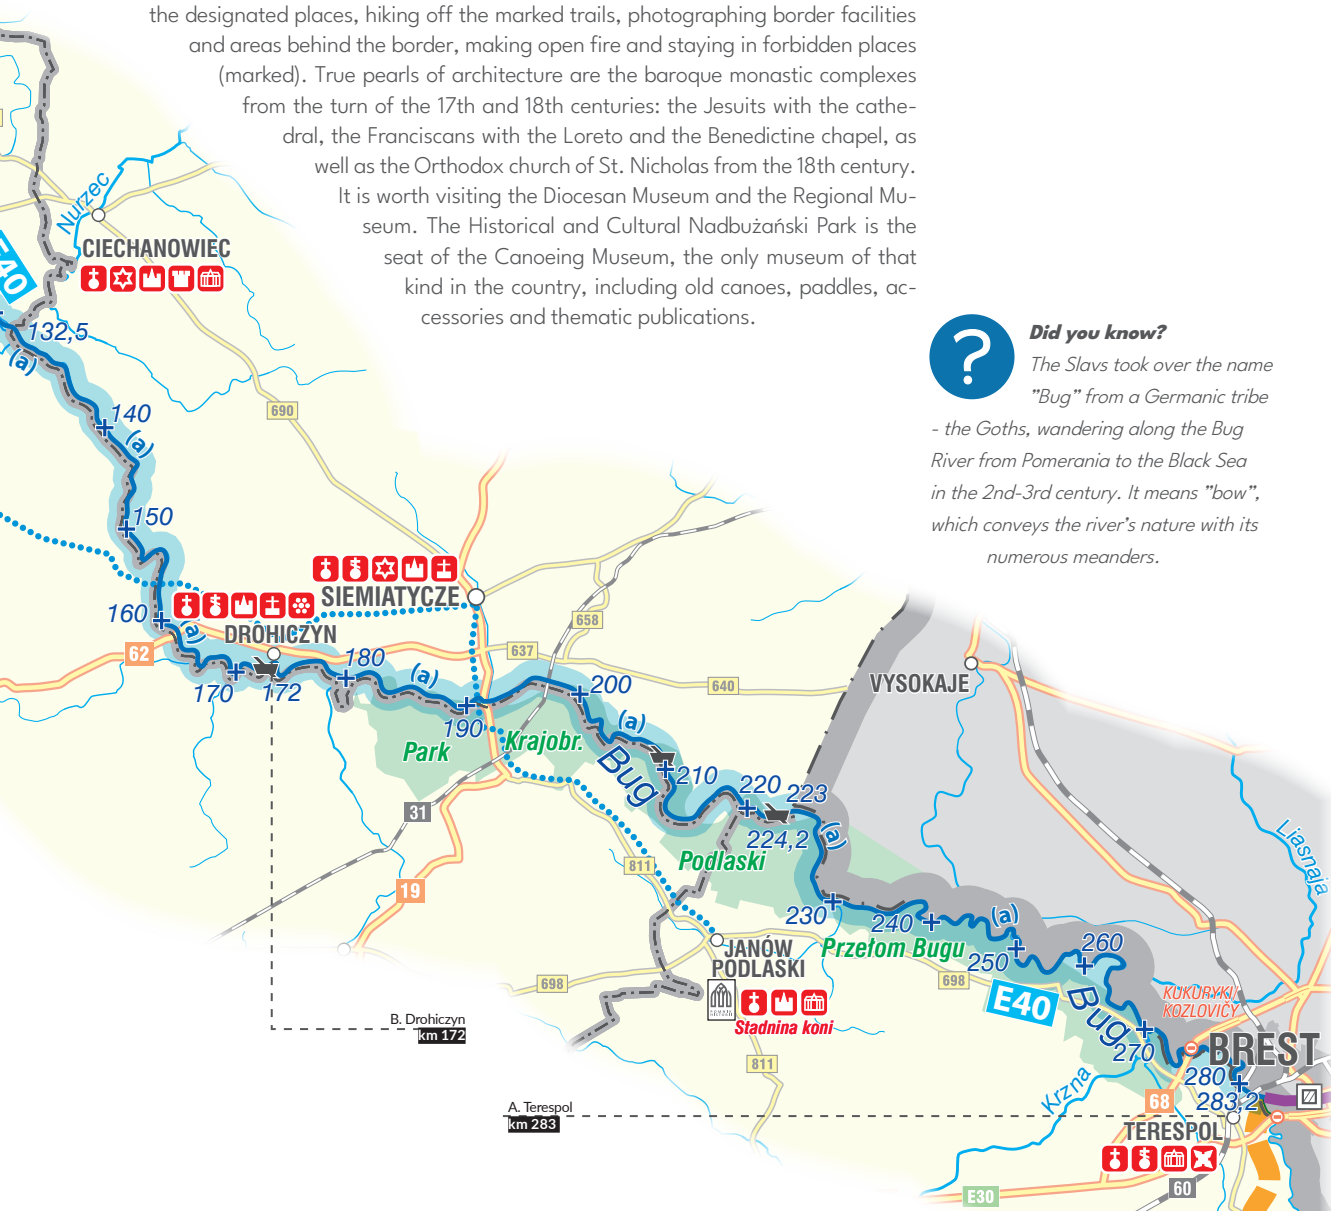 the designated places, hiking off the marked trails, photographing border facilities
and areas behind the border, making open fire and staying in forbidden places
(marked). True pearls of architecture are the baroque monastic complexes
from the turn of the 17th and 18th centuries: the Jesuits with the cathe-
dral, the Franciscans with the Loreto and the Benedictine chapel, as
well as the Orthodox church of St. Nicholas from the 18th century.
It is worth visiting the Diocesan Museum and the Regional Mu-
seum. The Historical and Cultural Nadbużański Park is the
seat of the Canoeing Museum, the only museum of that
kind in the country, including old canoes, paddles, ac-
cessories and thematic publications.
?
Did you know?
The Slavs took over the name
”Bug” from a Germanic tribe
- the Goths, wandering along the Bug
River from Pomerania to the Black Sea
in the 2nd-3rd century. It means ”bow”,
which conveys the river’s nature with its
numerous meanders.
Nurzec
CIECHANOWIEC
E40
132,5
(a)
690
140
(a)
150
160
(a)
62
DROHICZYN
SIEMIATYCZE
658
637
640
170
172
180
(a)
190
200
(a)
Park
Krajobr.
Bug
210
220
223
224,2
(a)
VYSOKAJE
31
19
811
Podlaski
230
240
(a)
Przełom Bugu
250
260
698
JANÓW
PODLASKI
698
Stadnina koni
E40
Bug
270
KUKURYKI/
KOZLOVIČY
Liasnaja
BREST
280
283,2
B. Drohiczyn
km 172
811
Krzna
68
A. Terespol
km 283
TERESPOL
60
E30